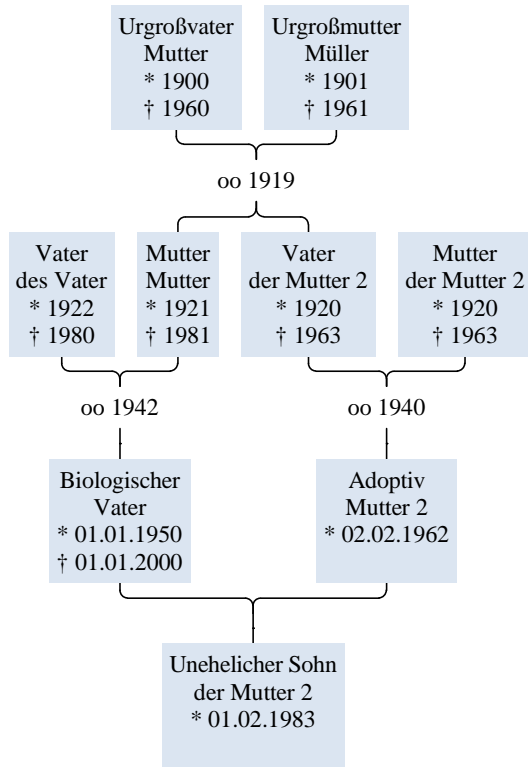 Urgroßvater
Mutter
* 1900
† 1960
Urgroßmutter
Müller
* 1901
† 1961
oo 1919
Vater
des Vater
* 1922
† 1980
Mutter
Mutter
* 1921
† 1981
Vater
der Mutter 2
* 1920
† 1963
Mutter
der Mutter 2
* 1920
† 1963
oo 1942
oo 1940
Biologischer
Vater
* 01.01.1950
† 01.01.2000
Adoptiv
Mutter 2
* 02.02.1962
Unehelicher Sohn
der Mutter 2
* 01.02.1983